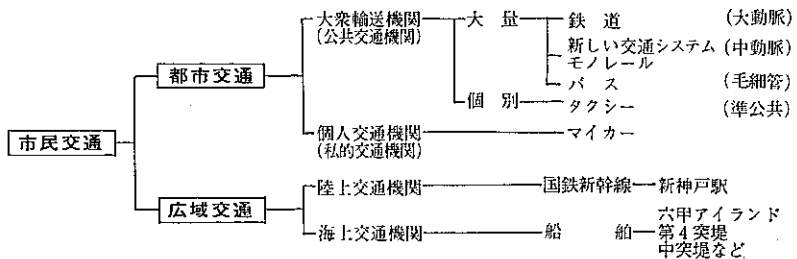 大衆輸送機関 大量 鉄道 (大動脈)
(公共交通機関)
新しい交通システム (中動脈)
モノレール
都市交通
バス (毛細管)
個別 タクシー (準公共)
個人交通機関 マイカー
(私的交通機関)
市民交通
陸上交通機関 国鉄新幹線 新神戸駅
広域交通
六甲アイランド
海上交通機関 船舶 第4突堤
中突堤など